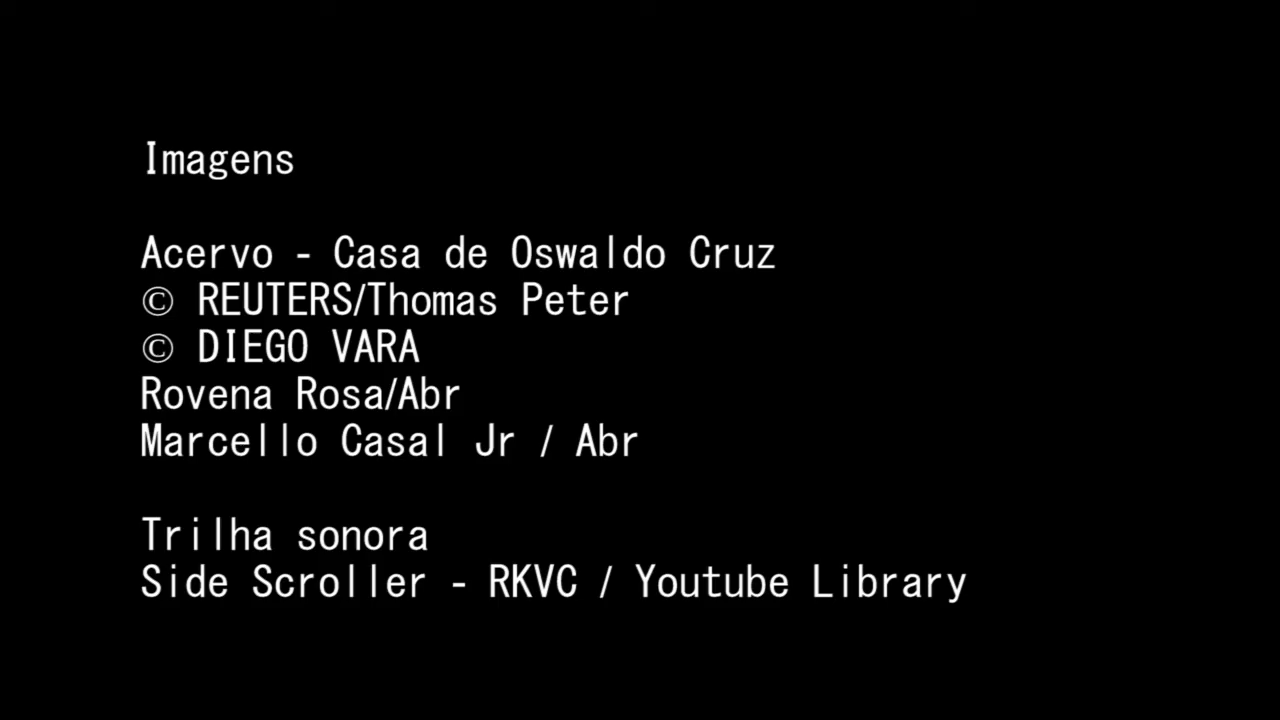 Imagens
Acervo - Casa de Oswaldo Cruz
© REUTERS/Thomas Peter
© DIEGO VARA
Rovena Rosa/Abr
Marcello Casal Jr / Abr
Trilha sonora
Side Scroller - RKVC / Youtube Library